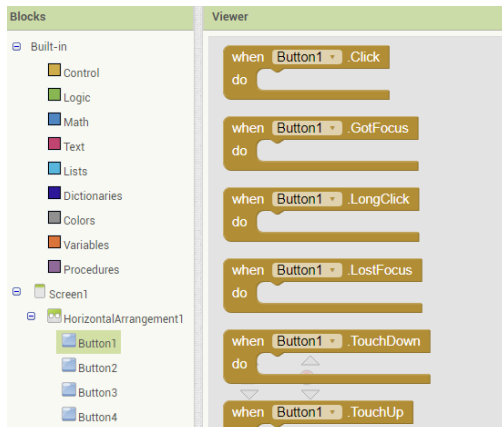 Blocks
Built-in
Control
Logic
Math
Text
Lists
Dictionaries
Colors
Variables
Procedures
Screen1
HorizontalArrangement1
Button1
Button2
Button3
Button4
Viewer
when Button1 .Click
do
when Button1 .GotFocus
do
when Button1 .LongClick
do
when Button1 .LostFocus
do
when Button1 .TouchDown
do
when Button1 .TouchUp